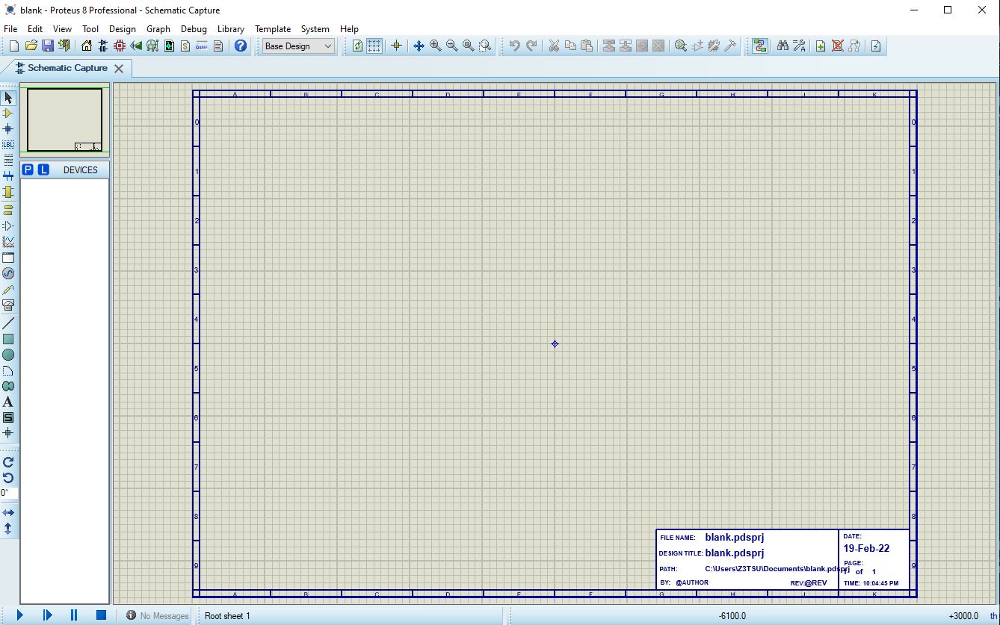 blank - Proteus 8 Professional - Schematic Capture
File Edit View Tool Design Graph Debug Library Template System Help
$ ? Base Design
Schematic Capture
A B C D E F G H J K
LBL
P L DEVICES
0 0
1 1
2 2
3 3
4 4
5 5
6 6
7 7
8 8
9 9
A
S
0°
FILE NAME: blank.pdsprj
DESIGN TITLE: blank.pdsprj
PATH: C:\Users\Z3TSU\Documents\blank.pdsprj
BY: @AUTHOR REV:@REV
DATE:
19-Feb-22
PAGE:
1 of 1
TIME: 10:04:45 PM
A B C D E F G H J K
No Messages Root sheet 1 -6100.0 +3000.0 th